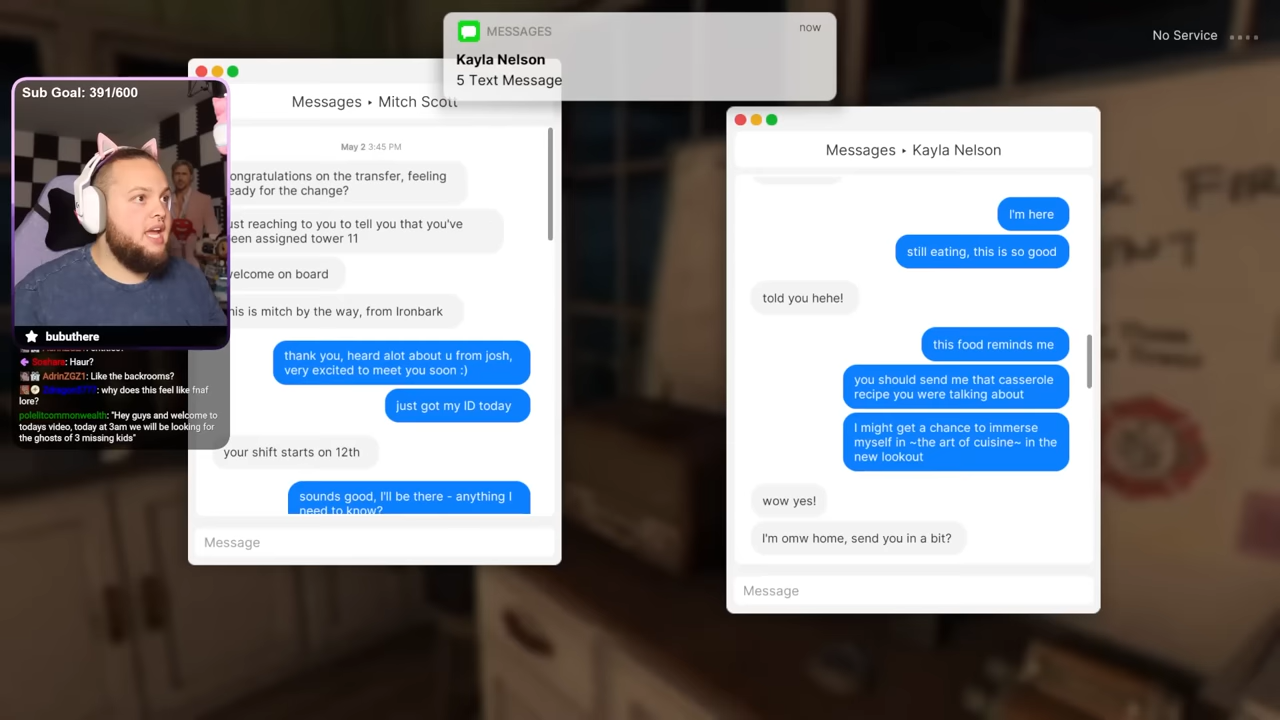 MESSAGES
now
Kayla Nelson
5 Text Message
No Service
Sub Goal: 391/600
Messages ▸ Mitch Scott
May 2 3:45 PM
ongratulations on the transfer, feeling
eady for the change?
ust reaching to you to tell you that you've
een assigned tower 11
welcome on board
his is mitch by the way, from Ironbark
thank you, heard alot about u from josh,
very excited to meet you soon :)
just got my ID today
your shift starts on 12th
sounds good, I'll be there - anything I
need to know?
Message
bubuthere
Haur?
AdrinZGZ1: Like the backrooms?
why does this feel like fnaf
lore?
polelitcommonwealth: "Hey guys and welcome to
todays video, today at 3am we will be looking for
the ghosts of 3 missing kids"
Messages ▸ Kayla Nelson
I'm here
still eating, this is so good
told you hehe!
this food reminds me
you should send me that casserole
recipe you were talking about
I might get a chance to immerse
myself in ~the art of cuisine~ in the
new lookout
wow yes!
I'm omw home, send you in a bit?
Message